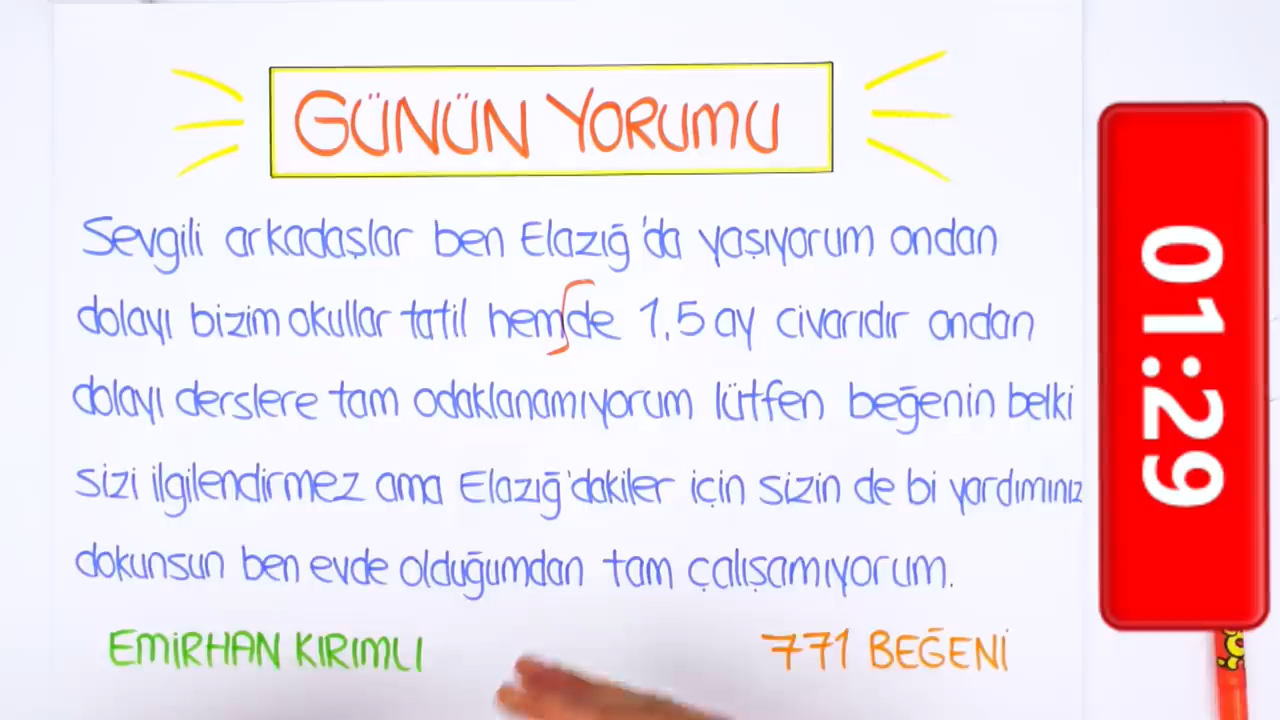 GÜNÜN YORUMU
Sevgili arkadaşlar ben Elazığ'da yaşıyorum ondan
dolayı bizim okullar tatil hemde 1,5 ay civarıdır ondan
dolayı derslere tam odaklanamıyorum lütfen beğenin belki
sizi ilgilendirmez ama Elazığ'dakiler için sizin de bi yardımınız
dokunsun ben evde olduğumdan tam çalışamıyorum.
EMİRHAN KIRIMLI
771 BEĞENİ
01:29